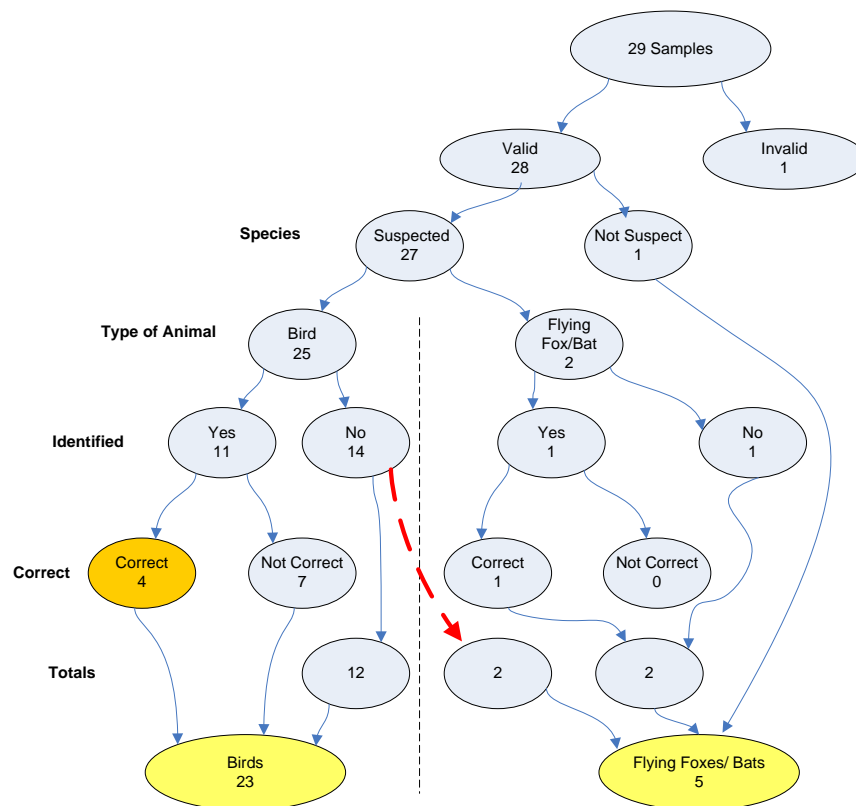 29 Samples
Valid
28
Invalid
1
Species
Suspected
27
Not Suspect
1
Type of Animal
Bird
25
Flying
Fox/Bat
2
Identified
Yes
11
No
14
Yes
1
No
1
Correct
Correct
4
Not Correct
7
Correct
1
Not Correct
0
Totals
12
2
2
Birds
23
Flying Foxes/ Bats
5